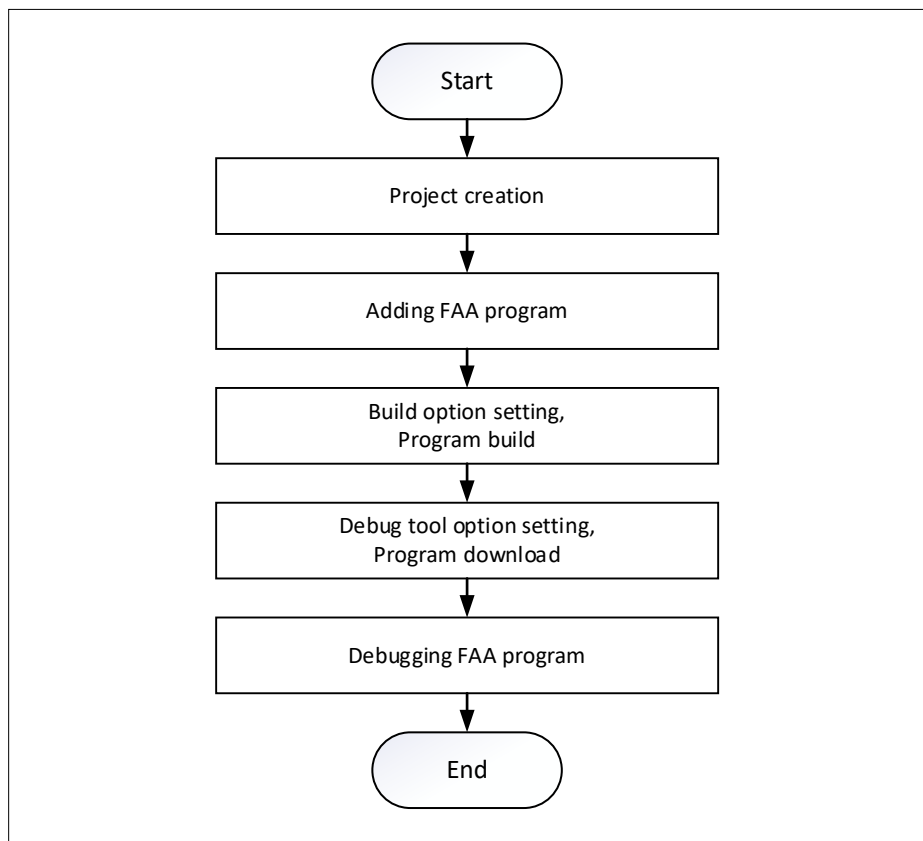 Start
Project creation
Adding FAA program
Build option setting,
Program build
Debug tool option setting,
Program download
Debugging FAA program
End